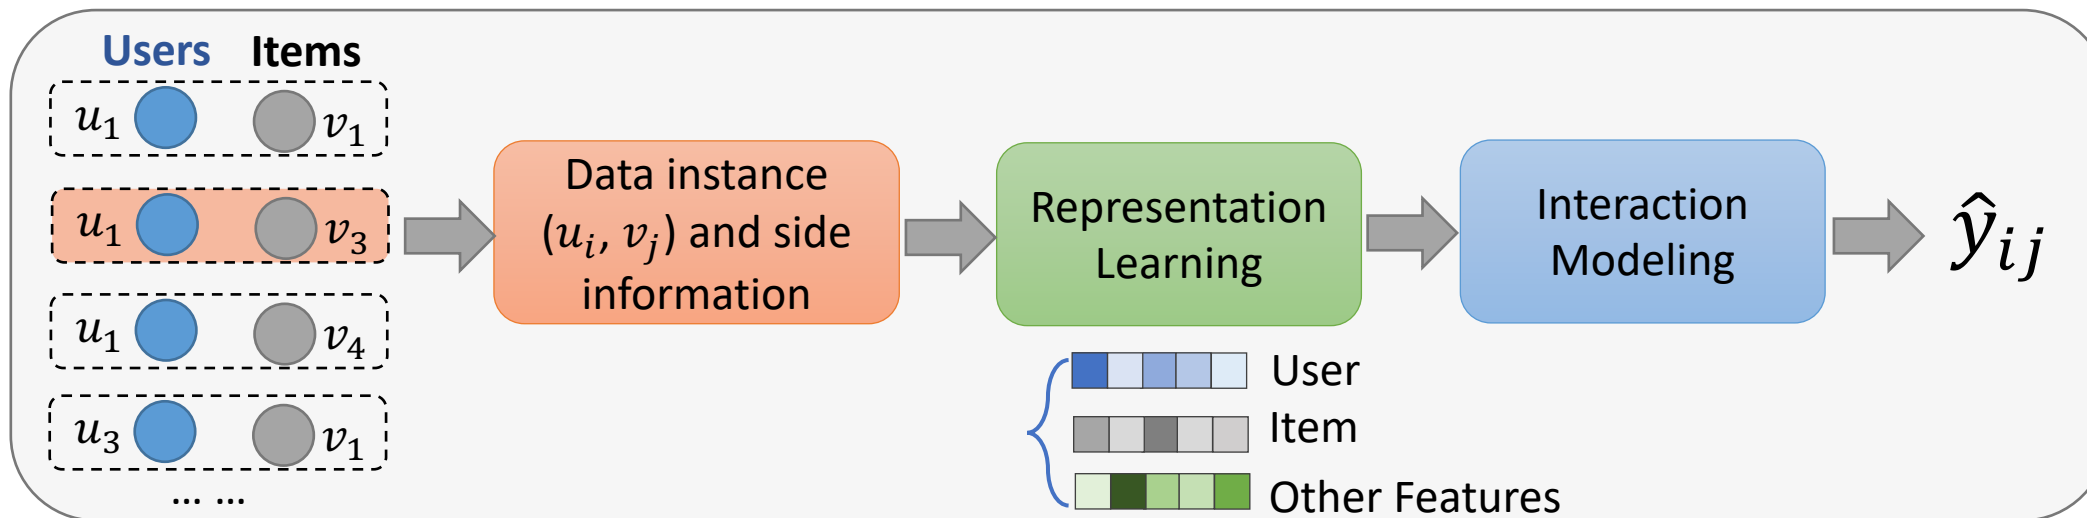 Users Items
u₁ v₁
u₁ v₃
u₁ v₄
u₃ v₁
... ...
Data instance
(uᵢ, vⱼ) and side
information
Representation
Learning
User
Item
Other Features
Interaction
Modeling
ŷᵢⱼ